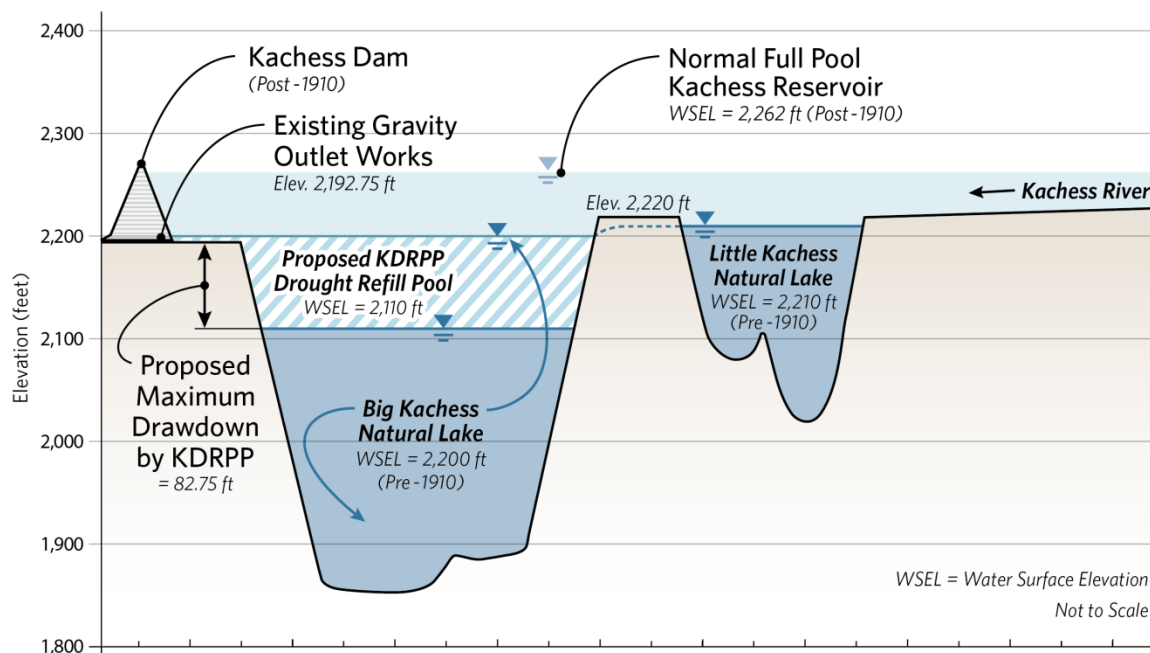 2,400
2,300
2,200
2,100
2,000
1,900
1,800
Elevation (feet)
Kachess Dam
(Post-1910)
Existing Gravity
Outlet Works
Elev. 2,192.75 ft
Normal Full Pool
Kachess Reservoir
WSEL = 2,262 ft (Post-1910)
Kachess River
Elev. 2,220 ft
Proposed KDRPP
Drought Refill Pool
WSEL = 2,110 ft
Little Kachess
Natural Lake
WSEL = 2,210 ft
(Pre-1910)
Proposed
Maximum
Drawdown
by KDRPP
= 82.75 ft
Big Kachess
Natural Lake
WSEL = 2,200 ft
(Pre-1910)
WSEL = Water Surface Elevation
Not to Scale